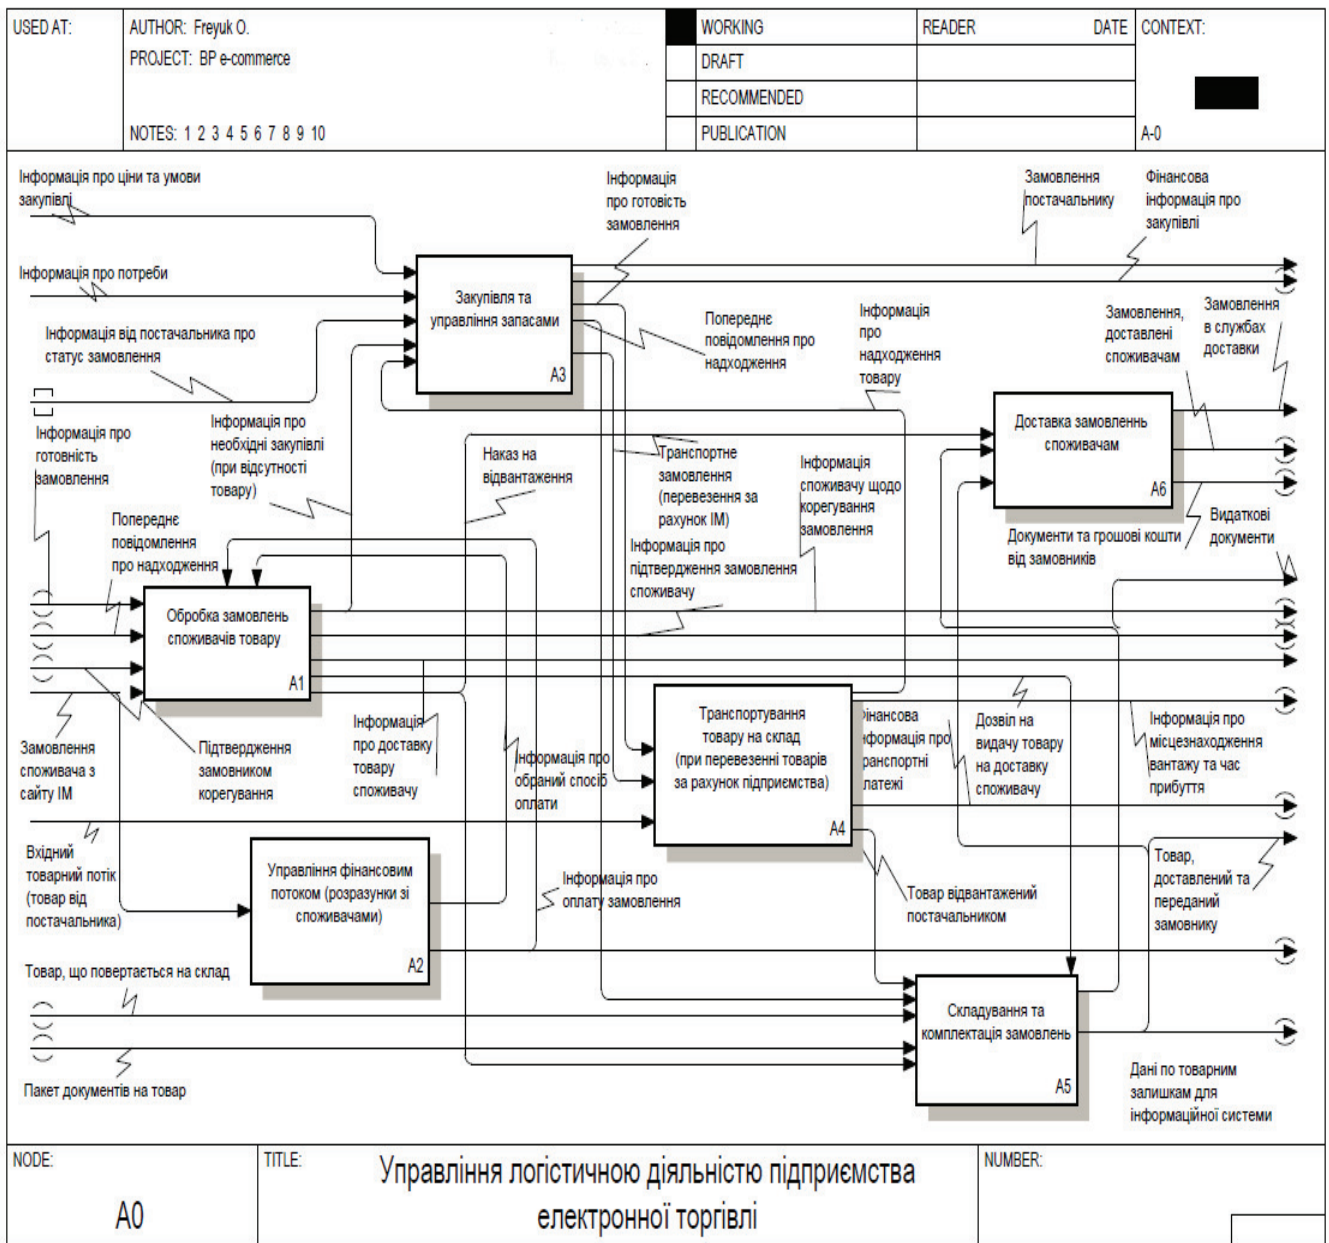 USED AT:
AUTHOR: Freyuk O.
PROJECT: BP e-commerce
NOTES: 1 2 3 4 5 6 7 8 9 10
WORKING
DRAFT
RECOMMENDED
PUBLICATION
READER
DATE
CONTEXT:
A-0
Інформація про ціни та умови
закупівлі
Інформація про потреби
Інформація від постачальника про
статус замовлення
Інформація про
готовність
замовлення
Інформація про
необхідні закупівлі
(при відсутності
товару)
Попереднє
повідомлення
про надходження
Закупівля та
управління запасами
A3
Інформація
про готовість
замовлення
Попереднє
повідомлення про
надходження
Інформація
про
надходження
товару
Замовлення
постачальнику
Фінансова
інформація про
закупівлі
Замовлення,
доставлені
споживачам
Замовлення
в службах
доставки
Доставка замовленнь
споживачам
A6
Наказ на
відвантаження
Транспортне
замовлення
(перевезення за
рахунок ІМ)
Інформація
споживачу щодо
корегування
замовлення
Інформація про
підтвердження замовлення
споживачу
Документи та грошові кошти
від замовників
Видаткові
документи
Обробка замовлень
споживачів товару
A1
Замовлення
споживача з
сайту ІМ
Підтвердження
замовником
корегування
Інформація
про доставку
товару
споживачу
Інформація про
обраний спосіб
оплати
Транспортування
товару на склад
(при перевезенні товарів
за рахунок підприємства)
A4
Фінансова
інформація про
транспортні
платежі
Дозвіл на
видачу товару
на доставку
споживачу
Інформація про
місцезнаходження
вантажу та час
прибуття
Вхідний
товарний потік
(товар від
постачальника)
Управління фінансовим
потоком (розразунки зі
споживачами)
A2
Інформація про
оплату замовлення
Товар відвантажений
постачальником
Товар,
доставлений та
переданий
замовнику
Товар, що повертається на склад
Пакет документів на товар
Складування та
комплектація замовлень
A5
Дані по товарним
залишкам для
інформаційної системи
NODE:
A0
TITLE:
Управління логістичною діяльністю підприємства
електронної торгівлі
NUMBER: